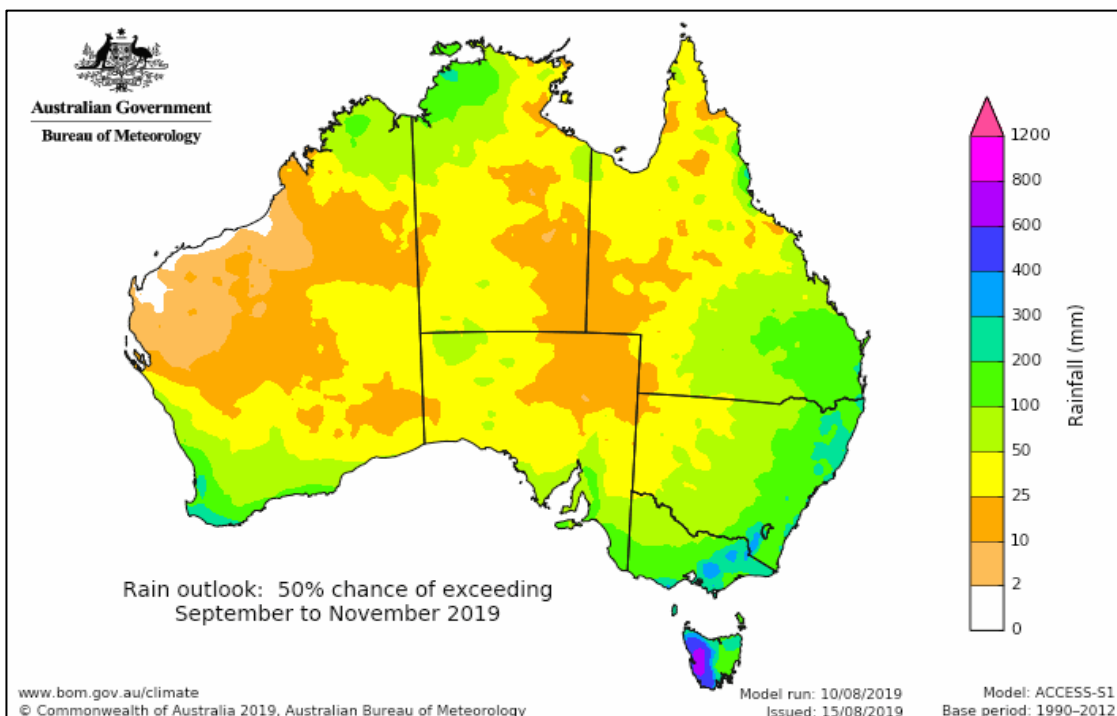 Australian Government
Bureau of Meteorology
1200
800
600
400
300
200
100
50
25
10
2
0
Rainfall (mm)
Rain outlook: 50% chance of exceeding
September to November 2019
www.bom.gov.au/climate
© Commonwealth of Australia 2019, Australian Bureau of Meteorology
Model run: 10/08/2019
Issued: 15/08/2019
Model: ACCESS-S1
Base period: 1990–2012